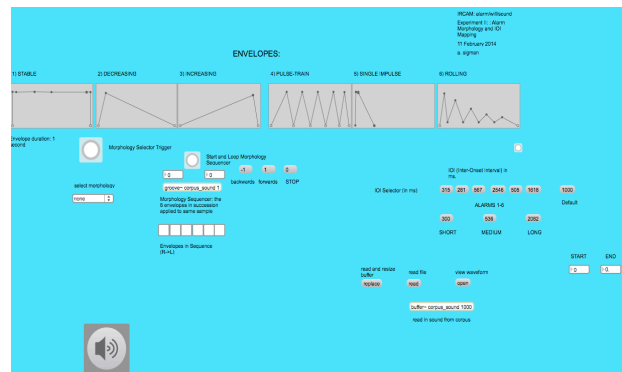 IRCAM: alarm/wifisound
Experiment I: : Alarm
Morphology and IOI
Mapping
11 February 2014
a. sigman
ENVELOPES:
1) STABLE
2) DECREASING
3) INCREASING
4) PULSE-TRAIN
5) SINGLE IMPULSE
6) ROLLING
Envelope duration: 1
second
Morphology Selector Trigger
Start and Loop Morphology
Sequencer
0
0
-1
1
0
backwards
forwards
STOP
groove~ corpus_sound 1
select morphology
none
Morphology Sequencer: the
6 envelopes in succession
applied to same sample
Envelopes in Sequence
(R->L)
IOI (Inter-Onset Interval) in
ms.
IOI Selector (in ms)
315
281
567
2546
505
1618
1000
ALARMS 1-6
Default
300
538
2082
SHORT
MEDIUM
LONG
START
END
0
0.
read and resize
buffer
read file
view waveform
replace
read
open
buffer~ corpus_sound 1000
read in sound from corpus